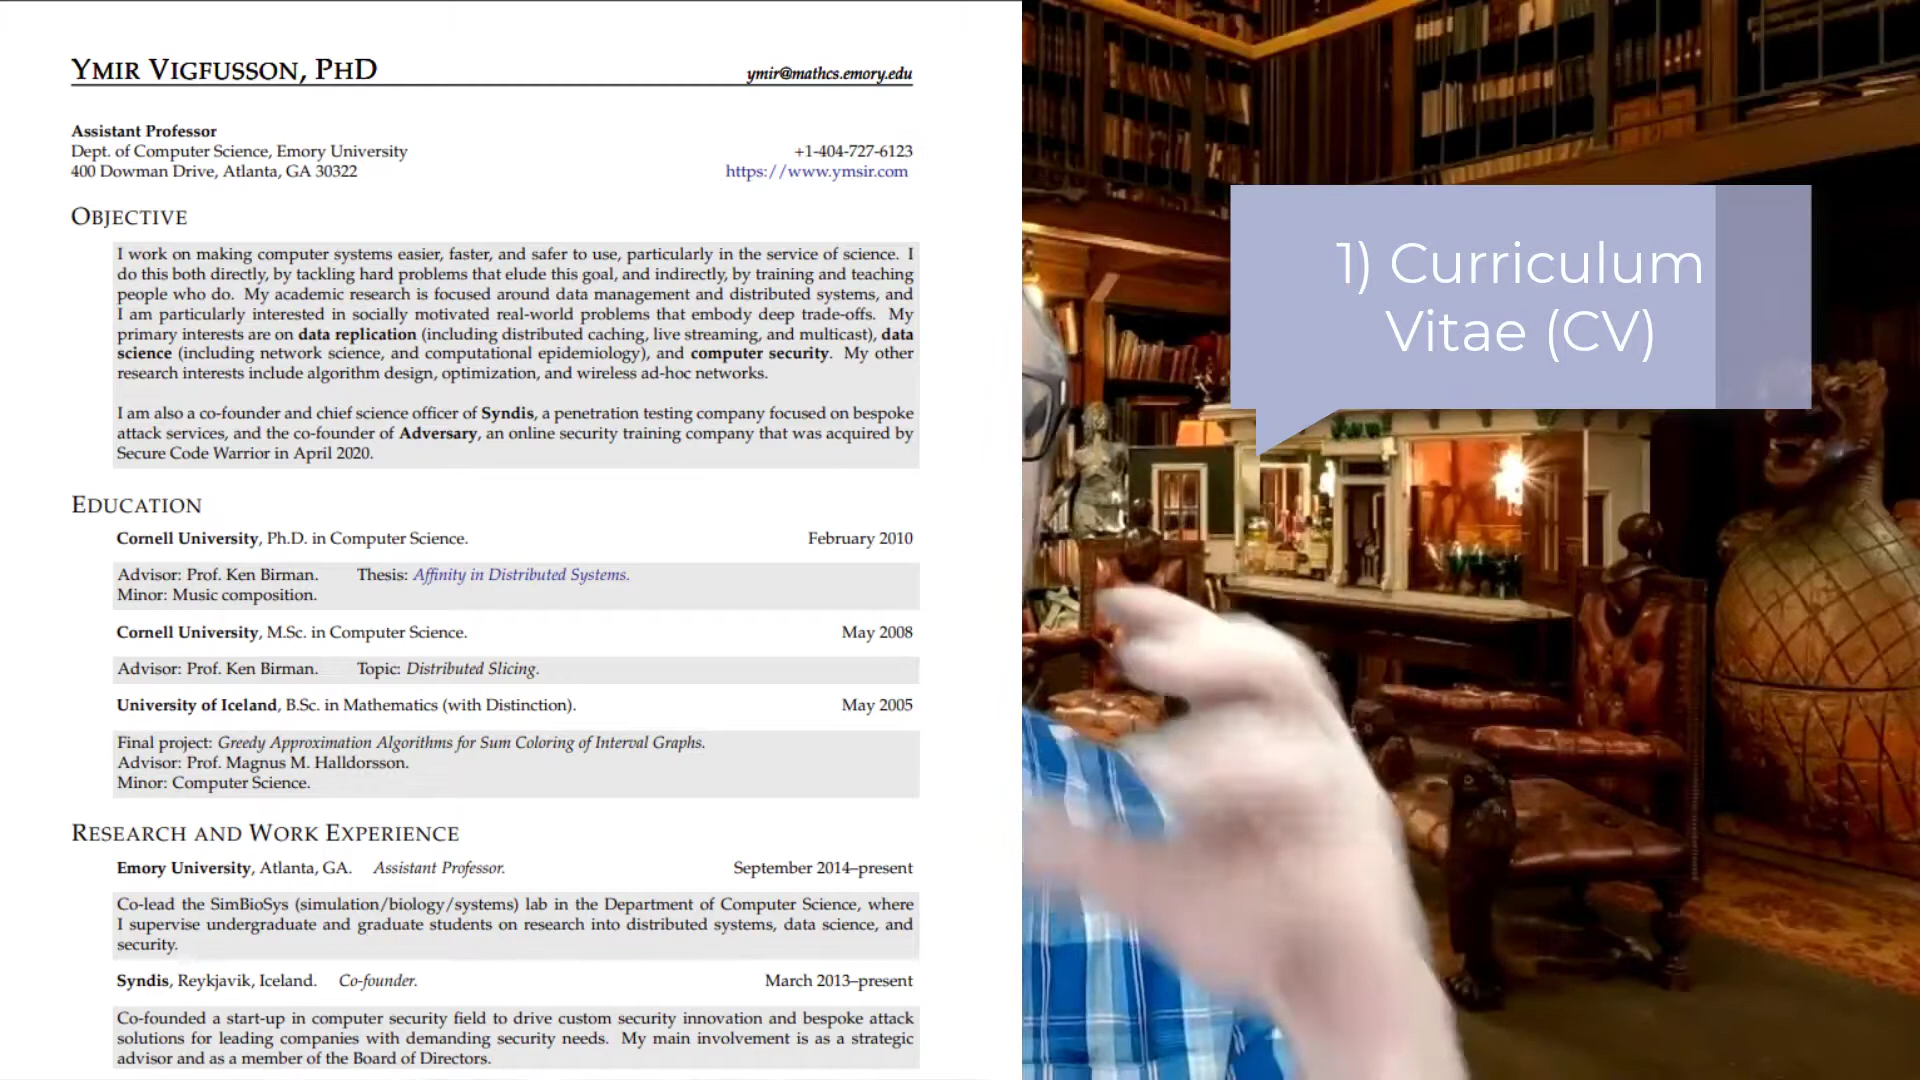 YMIR VIGFUSSON, PHD
ymir@mathcs.emory.edu
Assistant Professor
Dept. of Computer Science, Emory University
+1-404-727-6123
400 Dowman Drive, Atlanta, GA 30322
https://www.ymsir.com
OBJECTIVE
I work on making computer systems easier, faster, and safer to use, particularly in the service of science. I
do this both directly, by tackling hard problems that elude this goal, and indirectly, by training and teaching
people who do. My academic research is focused around data management and distributed systems, and
I am particularly interested in socially motivated real-world problems that embody deep trade-offs. My
primary interests are on data replication (including distributed caching, live streaming, and multicast), data
science (including network science, and computational epidemiology), and computer security. My other
research interests include algorithm design, optimization, and wireless ad-hoc networks.
I am also a co-founder and chief science officer of Syndis, a penetration testing company focused on bespoke
attack services, and the co-founder of Adversary, an online security training company that was acquired by
Secure Code Warrior in April 2020.
EDUCATION
Cornell University, Ph.D. in Computer Science. February 2010
Advisor: Prof. Ken Birman. Thesis: Affinity in Distributed Systems.
Minor: Music composition.
Cornell University, M.Sc. in Computer Science. May 2008
Advisor: Prof. Ken Birman. Topic: Distributed Slicing.
University of Iceland, B.Sc. in Mathematics (with Distinction). May 2005
Final project: Greedy Approximation Algorithms for Sum Coloring of Interval Graphs.
Advisor: Prof. Magnus M. Halldorsson.
Minor: Computer Science.
RESEARCH AND WORK EXPERIENCE
Emory University, Atlanta, GA. Assistant Professor. September 2014–present
Co-lead the SimBioSys (simulation/biology/systems) lab in the Department of Computer Science, where
I supervise undergraduate and graduate students on research into distributed systems, data science, and
security.
Syndis, Reykjavik, Iceland. Co-founder. March 2013–present
Co-founded a start-up in computer security field to drive custom security innovation and bespoke attack
solutions for leading companies with demanding security needs. My main involvement is as a strategic
advisor and as a member of the Board of Directors.
1) Curriculum
Vitae (CV)